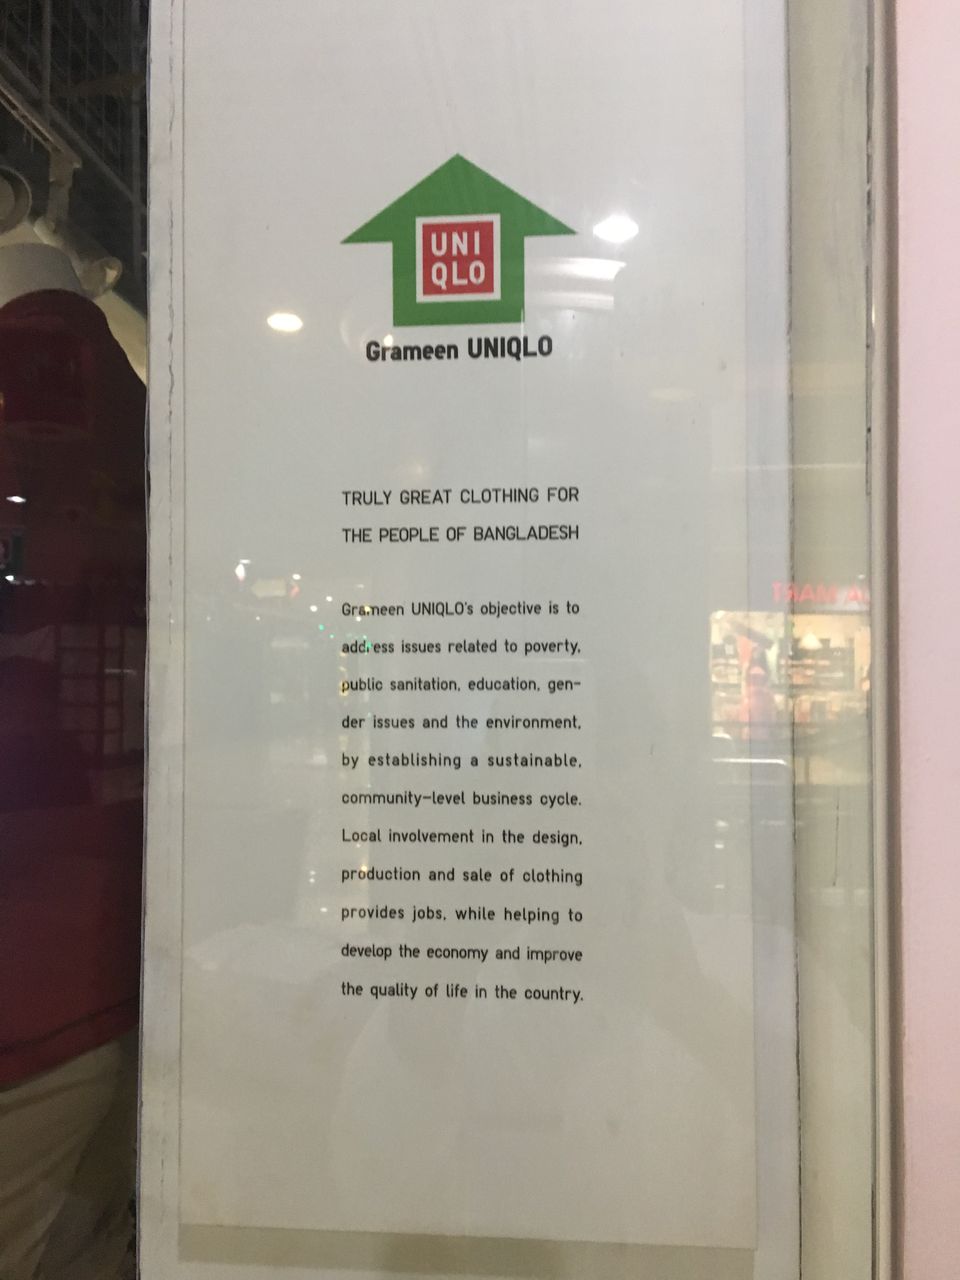 UNI
QLO
Grameen UNIQLO
TRULY GREAT CLOTHING FOR
THE PEOPLE OF BANGLADESH
Grameen UNIQLO's objective is to
address issues related to poverty,
public sanitation, education, gen-
der issues and the environment,
by establishing a sustainable,
community-level business cycle.
Local involvement in the design,
production and sale of clothing
provides jobs, while helping to
develop the economy and improve
the quality of life in the country.